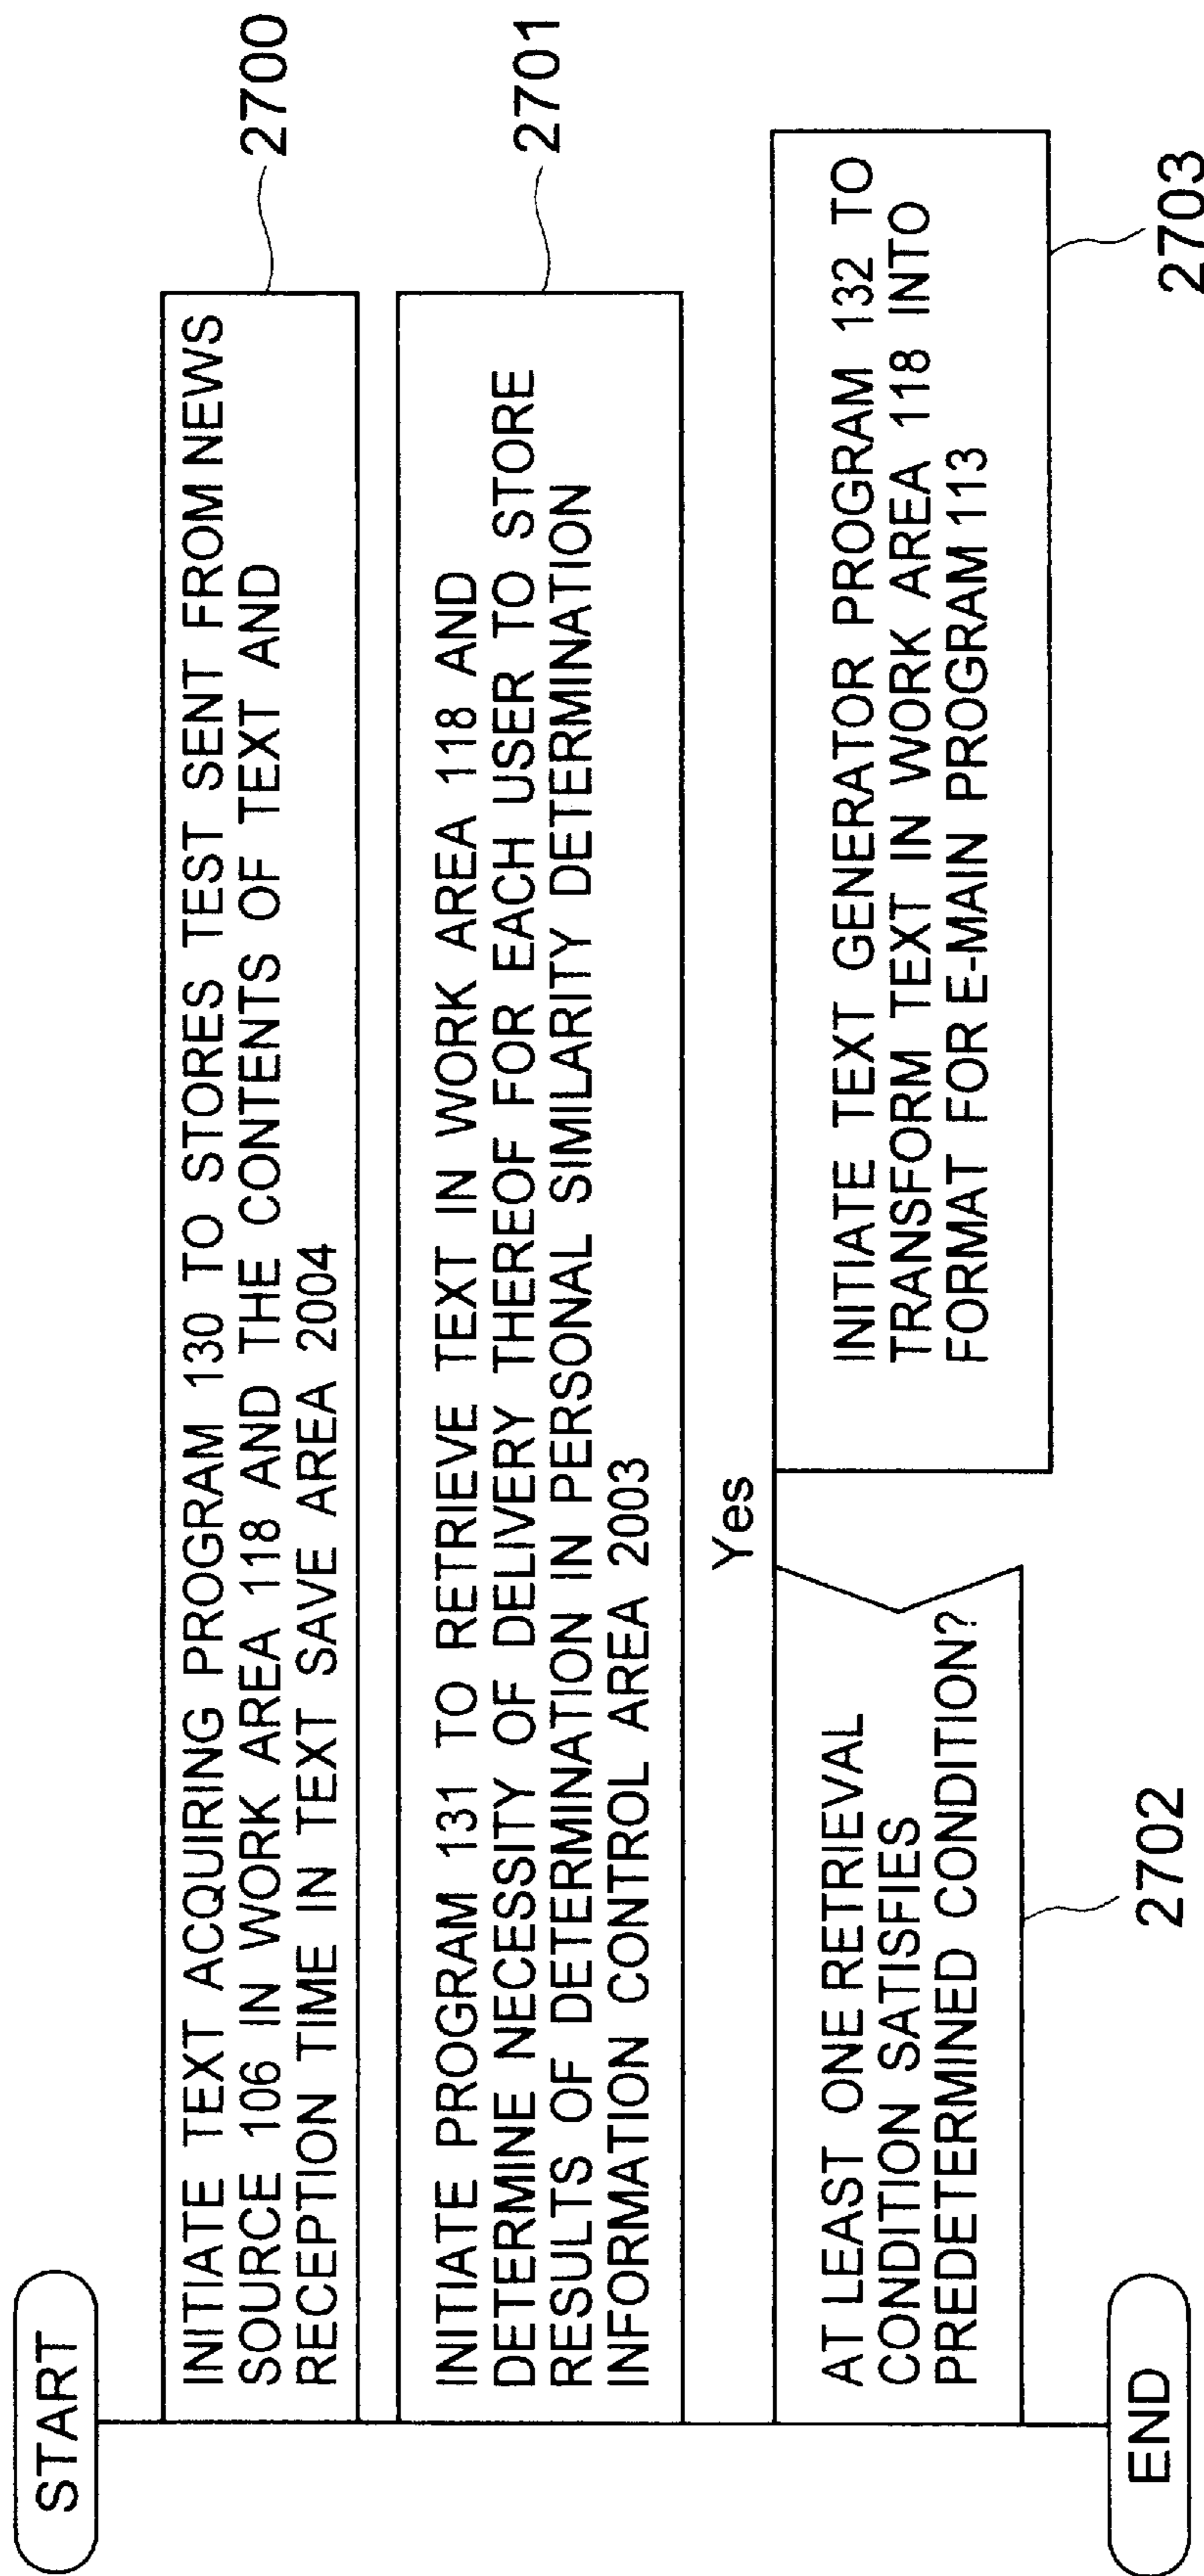 START
INITIATE TEXT ACQUIRING PROGRAM 130 TO STORES TEST SENT FROM NEWS
SOURCE 106 IN WORK AREA 118 AND THE CONTENTS OF TEXT AND
RECEPTION TIME IN TEXT SAVE AREA 2004
2700
INITIATE PROGRAM 131 TO RETRIEVE TEXT IN WORK AREA 118 AND
DETERMINE NECESSITY OF DELIVERY THEREOF FOR EACH USER TO STORE
RESULTS OF DETERMINATION IN PERSONAL SIMILARITY DETERMINATION
INFORMATION CONTROL AREA 2003
2701
AT LEAST ONE RETRIEVAL
CONDITION SATISFIES
PREDETERMINED CONDITION?
2702
Yes
INITIATE TEXT GENERATOR PROGRAM 132 TO
TRANSFORM TEXT IN WORK AREA 118 INTO
FORMAT FOR E-MAIN PROGRAM 113
2703
END